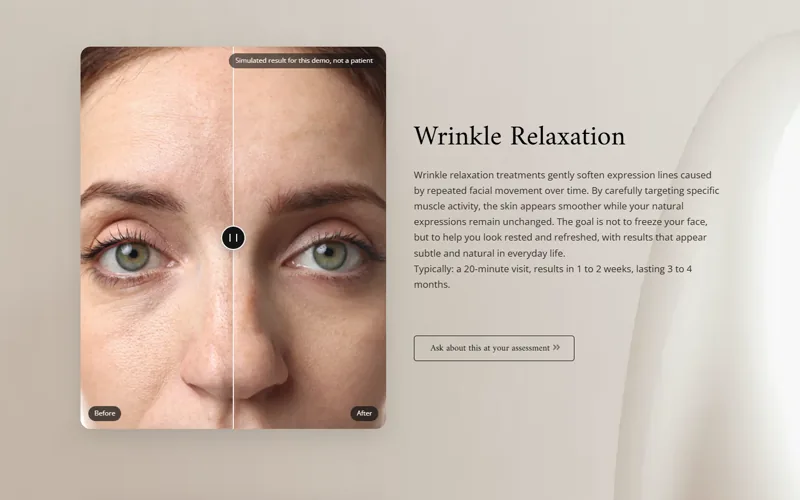 Simulated result for this demo, not a patient
Before
After
Wrinkle Relaxation
Wrinkle relaxation treatments gently soften expression lines caused
by repeated facial movement over time. By carefully targeting specific
muscle activity, the skin appears smoother while your natural
expressions remain unchanged. The goal is not to freeze your face,
but to help you look rested and refreshed, with results that appear
subtle and natural in everyday life.
Typically: a 20-minute visit, results in 1 to 2 weeks, lasting 3 to 4
months.
Ask about this at your assessment »